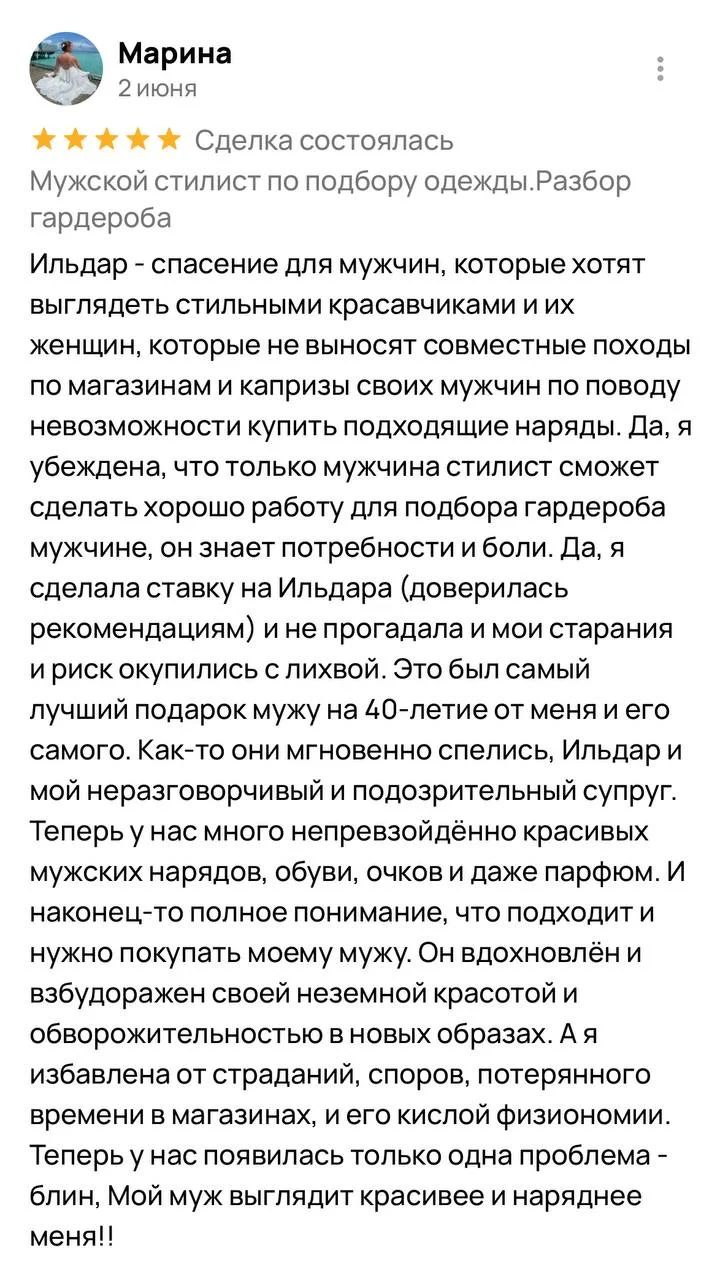 Марина
2 июня
Сделка состоялась
Мужской стилист по подбору одежды.Разбор
гардероба
Ильдар - спасение для мужчин, которые хотят
выглядеть стильными красавчиками и их
женщин, которые не выносят совместные походы
по магазинам и капризы своих мужчин по поводу
невозможности купить подходящие наряды. Да, я
убеждена, что только мужчина стилист сможет
сделать хорошо работу для подбора гардероба
мужчине, он знает потребности и боли. Да, я
сделала ставку на Ильдара (доверилась
рекомендациям) и не прогадала и мои старания
и риск окупились с лихвой. Это был самый
лучший подарок мужу на 40-летие от меня и его
самого. Как-то они мгновенно спелись, Ильдар и
мой неразговорчивый и подозрительный супруг.
Теперь у нас много непревзойдённо красивых
мужских нарядов, обуви, очков и даже парфюм. И
наконец-то полное понимание, что подходит и
нужно покупать моему мужу. Он вдохновлён и
взбудоражен своей неземной красотой и
обворожительностью в новых образах. А я
избавлена от страданий, споров, потерянного
времени в магазинах, и его кислой физиономии.
Теперь у нас появилась только одна проблема -
блин, Мой муж выглядит красивее и наряднее
меня!!